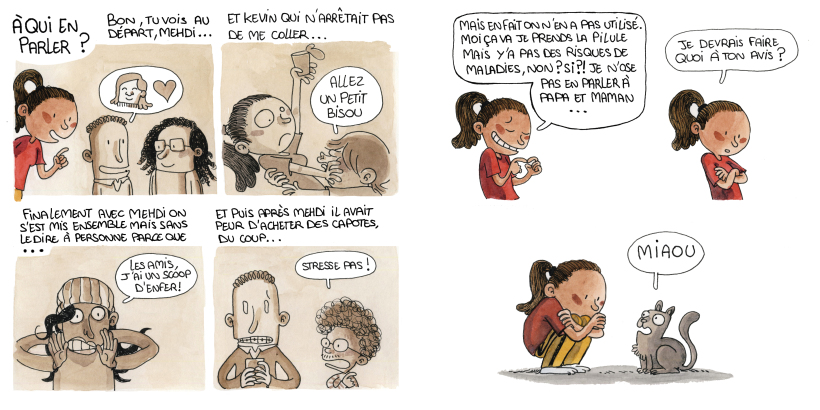 À QUI EN
PARLER ?
BON, TU VOIS AU
DÉPART, MEHDI...
ET KEVIN QUI N'ARRÊTAIT PAS
DE ME COLLER...
ALLEZ
UN PETIT
BISOU
FINALEMENT AVEC MEHDI ON
S'EST MIS ENSEMBLE MAIS SANS
LE DIRE À PERSONNE PARCE QUE
...
LES AMIS,
J'AI UN SCOOP
D'ENFER!
ET PUIS APRÈS MEHDI IL AVAIT
PEUR D'ACHETER DES CAPOTES,
DU COUP...
STRESSE PAS !
MAIS EN FAIT ON N'EN A PAS UTILISÉ.
MOI ÇA VA JE PRENDS LA PILULE
MAIS Y'A PAS DES RISQUES DE
MALADIES, NON ? SI ?! JE N'OSE
PAS EN PARLER À
PAPA ET MAMAN
...
JE DEVRAIS FAIRE
QUOI À TON AVIS ?
MIAOU